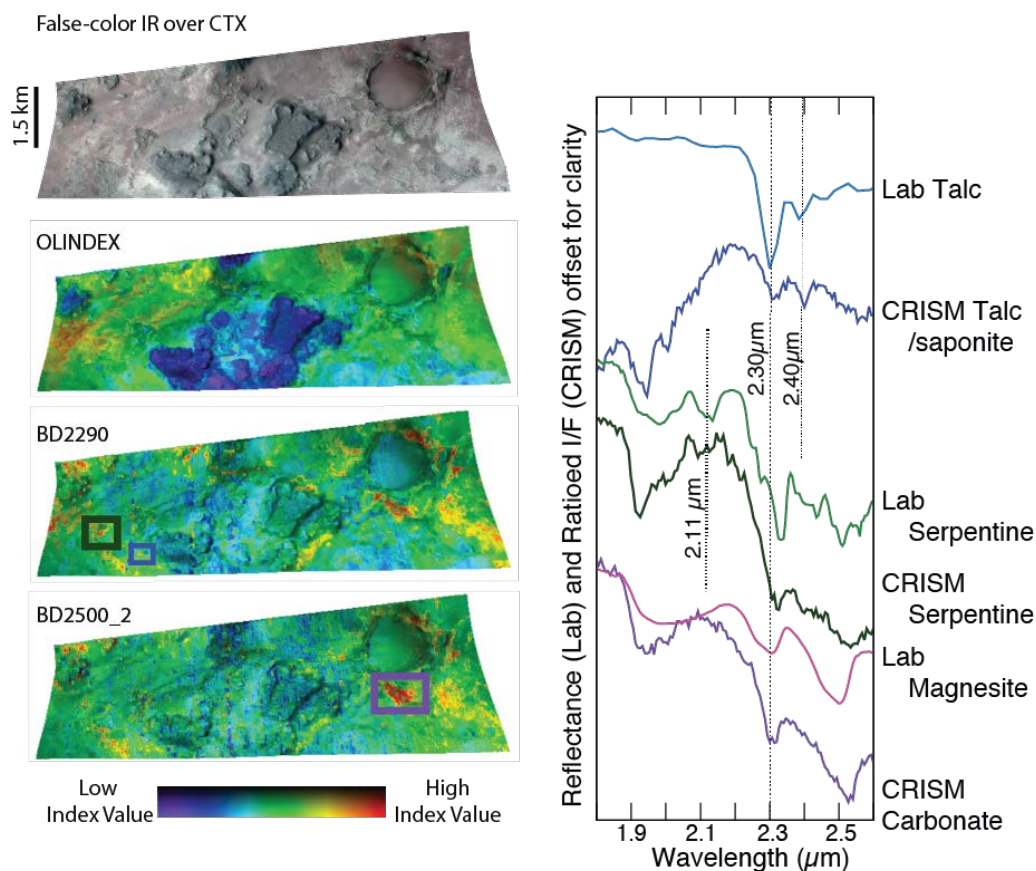 False-color IR over CTX
1.5 km
OLINDEX
BD2290
BD2500_2
Low
Index Value
High
Index Value
Reflectance (Lab) and Ratioed I/F (CRISM) offset for clarity
2.30µm
2.40µm
2.11 µm
Lab Talc
CRISM Talc
/saponite
Lab
Serpentine
CRISM
Serpentine
Lab
Magnesite
CRISM
Carbonate
1.9
2.1
2.3
2.5
Wavelength (µm)